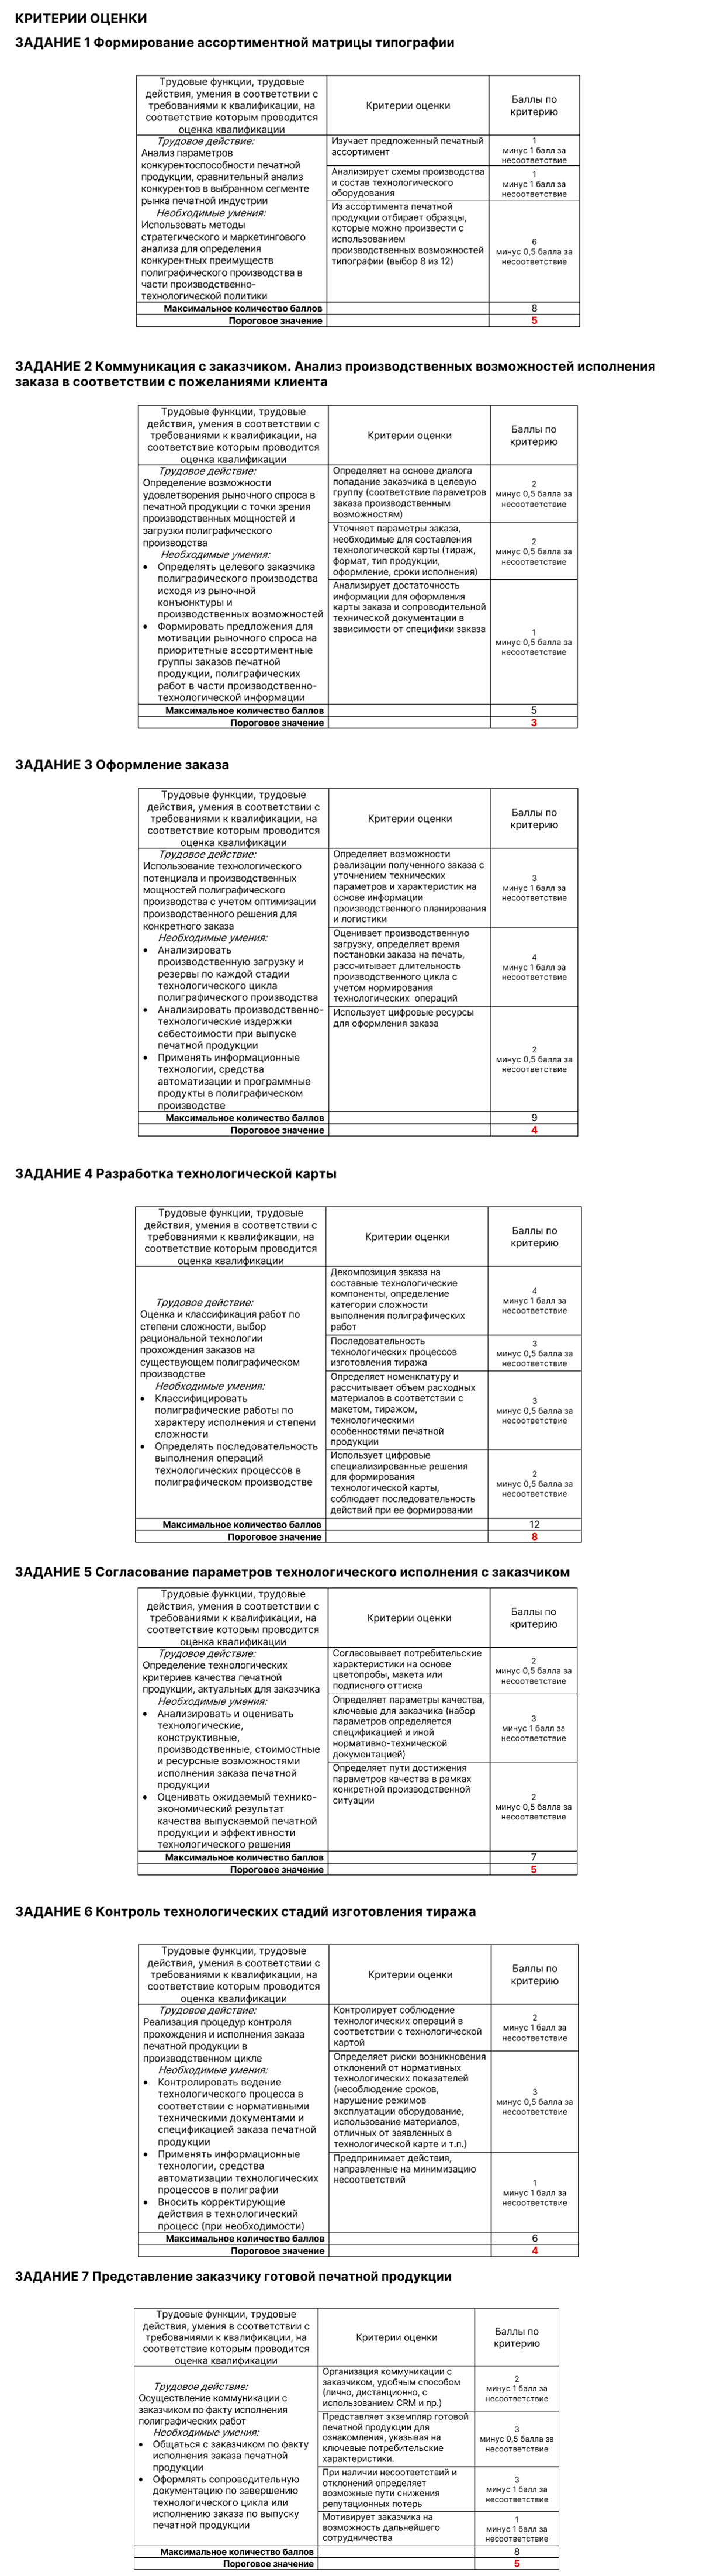 КРИТЕРИИ ОЦЕНКИ
ЗАДАНИЕ 1 Формирование ассортиментной матрицы типографии
Трудовые функции, трудовые
действия, умения в соответствии с
требованиями к квалификации, на
соответствие которым проводится
оценка квалификации
Критерии оценки
Баллы по
критерию
Трудовое действие:
Анализ параметров
конкурентоспособности печатной
продукции, сравнительный анализ
конкурентов в выбранном сегменте
рынка печатной индустрии
Необходимые умения:
Использовать методы
стратегического и маркетингового
анализа для определения
конкурентных преимуществ
полиграфического производства в
части производственно-
технологической политики
Изучает предложенный печатный
ассортимент
1
минус 1 балл за
несоответствие
Анализирует схемы производства
и состав технологического
оборудования
1
минус 1 балл за
несоответствие
Из ассортимента печатной
продукции отбирает образцы,
которые можно произвести с
использованием
производственных возможностей
типографии (выбор 8 из 12)
6
минус 0,5 балла за
несоответствие
Максимальное количество баллов
8
Пороговое значение
5
ЗАДАНИЕ 2 Коммуникация с заказчиком. Анализ производственных возможностей исполнения
заказа в соответствии с пожеланиями клиента
Трудовые функции, трудовые
действия, умения в соответствии с
требованиями к квалификации, на
соответствие которым проводится
оценка квалификации
Критерии оценки
Баллы по
критерию
Трудовое действие:
Определение возможности
удовлетворения рыночного спроса в
печатной продукции с точки зрения
производственных мощностей и
загрузки полиграфического
производства
Необходимые умения:
• Определять целевого заказчика
полиграфического производства
исходя из рыночной
конъюнктуры и
производственных возможностей
• Формировать предложения для
мотивации рыночного спроса на
приоритетные ассортиментные
группы заказов печатной
продукции, полиграфических
работ в части производственно-
технологической информации
Определяет на основе диалога
попадание заказчика в целевую
группу (соответствие параметров
заказа производственным
возможностям)
2
минус 0,5 балла за
несоответствие
Уточняет параметры заказа,
необходимые для составления
технологической карты (тираж,
формат, тип продукции,
оформление, сроки исполнения)
2
минус 0,5 балла за
несоответствие
Анализирует достаточность
информации для оформления
карты заказа и сопроводительной
технической документации в
зависимости от специфики заказа
1
минус 0,5 балла за
несоответствие
Максимальное количество баллов
5
Пороговое значение
3
ЗАДАНИЕ 3 Оформление заказа
Трудовые функции, трудовые
действия, умения в соответствии с
требованиями к квалификации, на
соответствие которым проводится
оценка квалификации
Критерии оценки
Баллы по
критерию
Трудовое действие:
Использование технологического
потенциала и производственных
мощностей полиграфического
производства с учетом оптимизации
производственного решения для
конкретного заказа
Необходимые умения:
• Анализировать
производственную загрузку и
резервы по каждой стадии
технологического цикла
полиграфического производства
• Анализировать производственно-
технологические издержки
себестоимости при выпуске
печатной продукции
• Применять информационные
технологии, средства
автоматизации и программные
продукты в полиграфическом
производстве
Определяет возможности
реализации полученного заказа с
уточнением технических
параметров и характеристик на
основе информации
производственного планирования
и логистики
3
минус 1 балл за
несоответствие
Оценивает производственную
загрузку, определяет время
постановки заказа на печать,
рассчитывает длительность
производственного цикла с
учетом нормирования
технологических операций
4
минус 1 балл за
несоответствие
Использует цифровые ресурсы
для оформления заказа
2
минус 0,5 балла за
несоответствие
Максимальное количество баллов
9
Пороговое значение
4
ЗАДАНИЕ 4 Разработка технологической карты
Трудовые функции, трудовые
действия, умения в соответствии с
требованиями к квалификации, на
соответствие которым проводится
оценка квалификации
Критерии оценки
Баллы по
критерию
Трудовое действие:
Оценка и классификация работ по
степени сложности, выбор
рациональной технологии
прохождения заказов на
существующем полиграфическом
производстве
Необходимые умения:
• Классифицировать
полиграфические работы по
характеру исполнения и степени
сложности
• Определять последовательность
выполнения операций
технологических процессов в
полиграфическом производстве
Декомпозиция заказа на
составные технологические
компоненты, определение
категории сложности
выполнения полиграфических
работ
4
минус 1 балл за
несоответствие
Последовательность
технологических процессов
изготовления тиража
3
минус 0,5 балла за
несоответствие
Определяет номенклатуру и
рассчитывает объем расходных
материалов в соответствии с
макетом, тиражом,
технологическими
особенностями печатной
продукции
3
минус 0,5 балла за
несоответствие
Использует цифровые
специализированные решения
для формирования
технологической карты,
соблюдает последовательность
действий при ее формировании
2
минус 0,5 балла за
несоответствие
Максимальное количество баллов
12
Пороговое значение
8
ЗАДАНИЕ 5 Согласование параметров технологического исполнения с заказчиком
Трудовые функции, трудовые
действия, умения в соответствии с
требованиями к квалификации, на
соответствие которым проводится
оценка квалификации
Критерии оценки
Баллы по
критерию
Трудовое действие:
Определение технологических
критериев качества печатной
продукции, актуальных для заказчика
Необходимые умения:
• Анализировать и оценивать
технологические,
конструктивные,
производственные, стоимостные
и ресурсные возможностями
исполнения заказа печатной
продукции
• Оценивать ожидаемый технико-
экономический результат
качества выпускаемой печатной
продукции и эффективности
технологического решения
Согласовывает потребительские
характеристики на основе
цветопробы, макета или
подписного оттиска
2
минус 0,5 балла за
несоответствие
Определяет параметры качества,
ключевые для заказчика (набор
параметров определяется
спецификацией и иной
нормативно-технической
документацией)
3
минус 1 балл за
несоответствие
Определяет пути достижения
параметров качества в рамках
конкретной производственной
ситуации
2
минус 0,5 балла за
несоответствие
Максимальное количество баллов
7
Пороговое значение
5
ЗАДАНИЕ 6 Контроль технологических стадий изготовления тиража
Трудовые функции, трудовые
действия, умения в соответствии с
требованиями к квалификации, на
соответствие которым проводится
оценка квалификации
Критерии оценки
Баллы по
критерию
Трудовое действие:
Реализация процедур контроля
прохождения и исполнения заказа
печатной продукции в
производственном цикле
Необходимые умения:
• Контролировать ведение
технологического процесса в
соответствии с нормативными
техническими документами и
спецификацией заказа печатной
продукции
• Применять информационные
технологии, средства
автоматизации технологических
процессов в полиграфии
• Вносить корректирующие
действия в технологический
процесс (при необходимости)
Контролирует соблюдение
технологических операций в
соответствии с технологической
картой
2
минус 1 балл за
несоответствие
Определяет риски возникновения
отклонений от нормативных
технологических показателей
(несоблюдение сроков,
нарушение режимов
эксплуатации оборудование,
использование материалов,
отличных от заявленных в
технологической карте и т.п.)
3
минус 0,5 балла за
несоответствие
Предпринимает действия,
направленные на минимизацию
несоответствий
1
минус 1 балл за
несоответствие
Максимальное количество баллов
6
Пороговое значение
4
ЗАДАНИЕ 7 Представление заказчику готовой печатной продукции
Трудовые функции, трудовые
действия, умения в соответствии с
требованиями к квалификации, на
соответствие которым проводится
оценка квалификации
Критерии оценки
Баллы по
критерию
Трудовое действие:
Осуществление коммуникации с
заказчиком по факту исполнения
полиграфических работ
Необходимые умения:
• Общаться с заказчиком по факту
исполнения заказа печатной
продукции
• Оформлять сопроводительную
документацию по завершению
технологического цикла или
исполнению заказа по выпуску
печатной продукции
Организация коммуникации с
заказчиком, удобным способом
(лично, дистанционно, с
использованием CRM и пр.)
2
минус 1 балл за
несоответствие
Представляет экземпляр готовой
печатной продукции для
ознакомления, указывая на
ключевые потребительские
характеристики.
3
минус 0,5 балла за
несоответствие
При наличии несоответствий и
отклонений определяет
возможные пути снижения
репутационных потерь
3
минус 1 балл за
несоответствие
Мотивирует заказчика на
возможность дальнейшего
сотрудничества
1
минус 1 балл за
несоответствие
Максимальное количество баллов
8
Пороговое значение
5